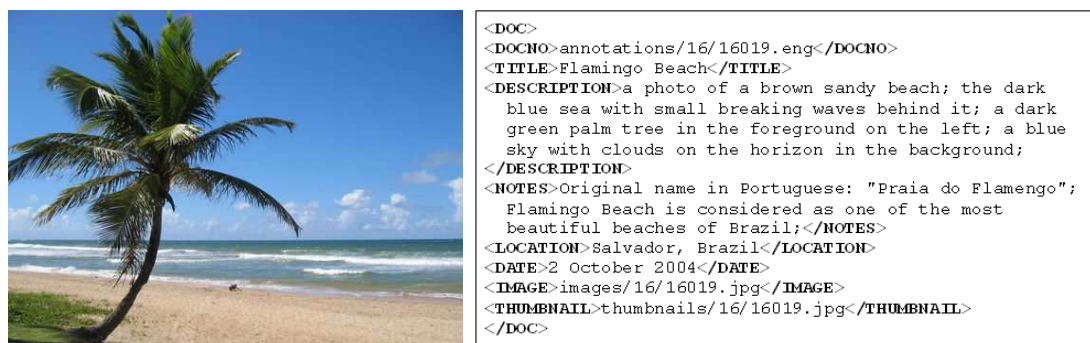 <DOC>
<DOCNO>annotations/16/16019.eng</DOCNO>
<TITLE>Flamingo Beach</TITLE>
<DESCRIPTION>a photo of a brown sandy beach; the dark
blue sea with small breaking waves behind it; a dark
green palm tree in the foreground on the left; a blue
sky with clouds on the horizon in the background;
</DESCRIPTION>
<NOTES>Original name in Portuguese: "Praia do Flamengo";
Flamingo Beach is considered as one of the most
beautiful beaches of Brazil;</NOTES>
<LOCATION>Salvador, Brazil</LOCATION>
<DATE>2 October 2004</DATE>
<IMAGE>images/16/16019.jpg</IMAGE>
<THUMBNAIL>thumbnails/16/16019.jpg</THUMBNAIL>
</DOC>